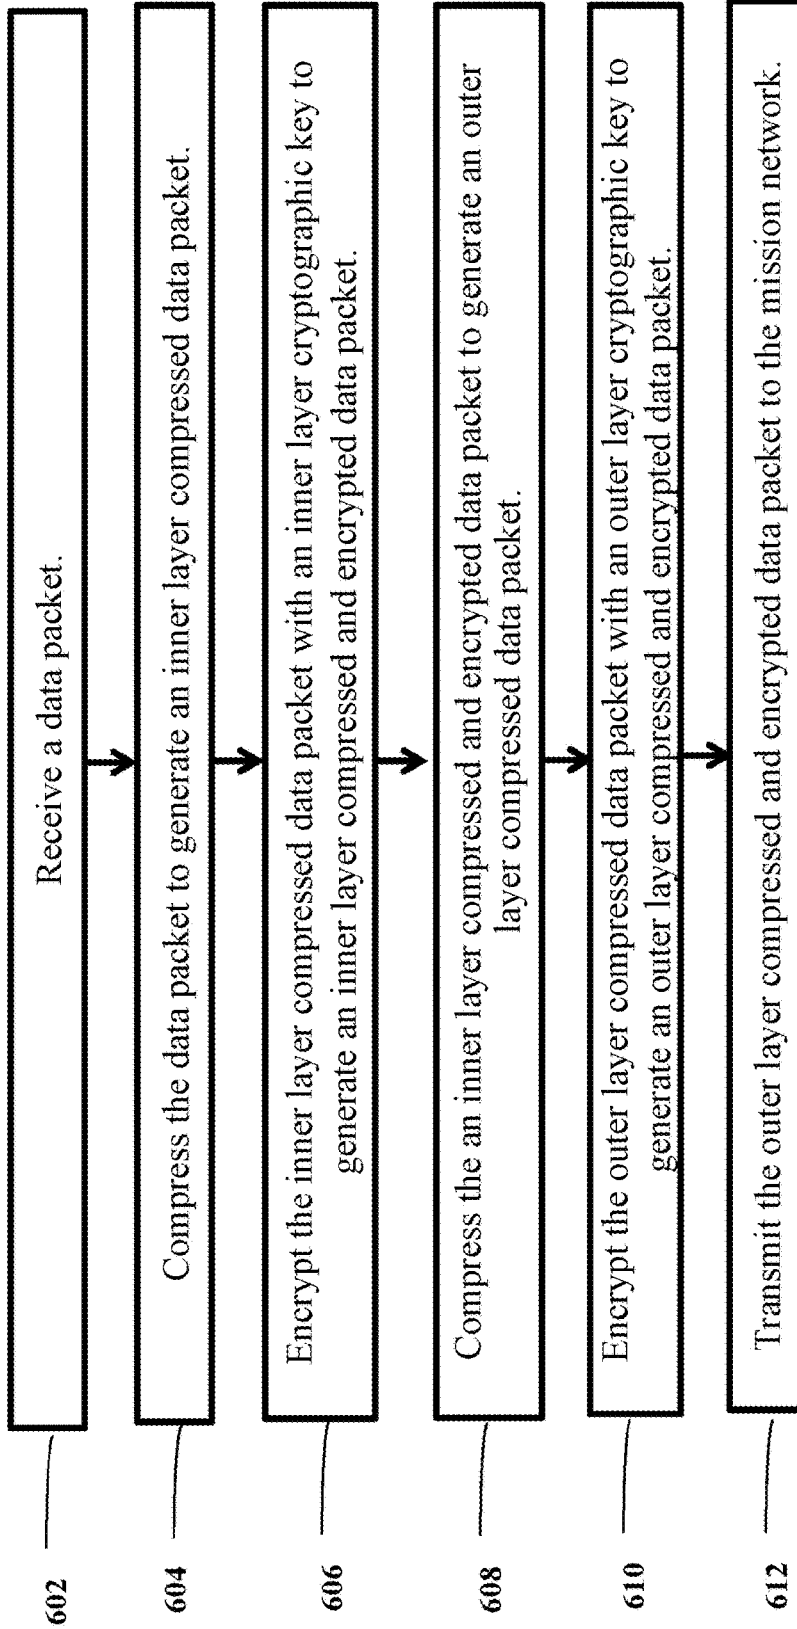 602
Receive a data packet.
604
Compress the data packet to generate an inner layer compressed data packet.
606
Encrypt the inner layer compressed data packet with an inner layer cryptographic key to
generate an inner layer compressed and encrypted data packet.
608
Compress the an inner layer compressed and encrypted data packet to generate an outer
layer compressed data packet.
610
Encrypt the outer layer compressed data packet with an outer layer cryptographic key to
generate an outer layer compressed and encrypted data packet.
612
Transmit the outer layer compressed and encrypted data packet to the mission network.